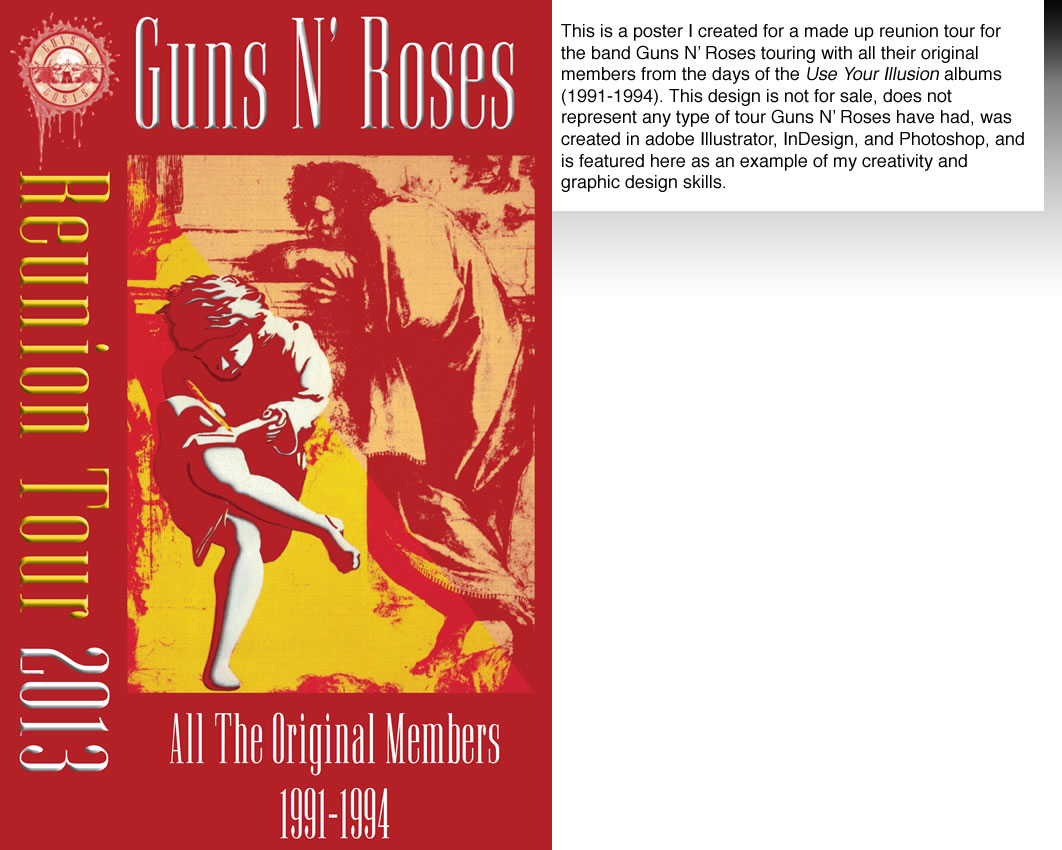 GUNS N'
ROSES
Guns N' Roses
Reunion Tour 2013
All The Original Members
1991-1994
This is a poster I created for a made up reunion tour for
the band Guns N' Roses touring with all their original
members from the days of the Use Your Illusion albums
(1991-1994). This design is not for sale, does not
represent any type of tour Guns N' Roses have had, was
created in adobe Illustrator, InDesign, and Photoshop, and
is featured here as an example of my creativity and
graphic design skills.